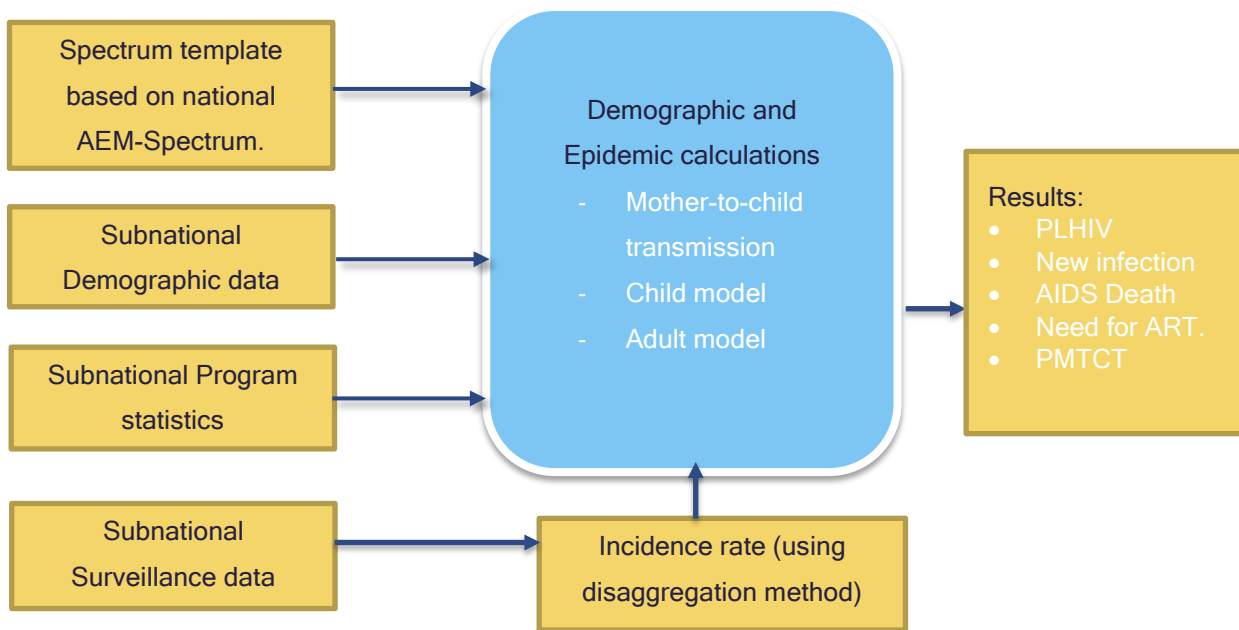 Spectrum template
based on national
AEM-Spectrum.
Subnational
Demographic data
Subnational Program
statistics
Subnational
Surveillance data
Demographic and
Epidemic calculations
- Mother-to-child
transmission
- Child model
- Adult model
Incidence rate (using
disaggregation method)
Results:
• PLHIV
• New infection
• AIDS Death
• Need for ART.
• PMTCT